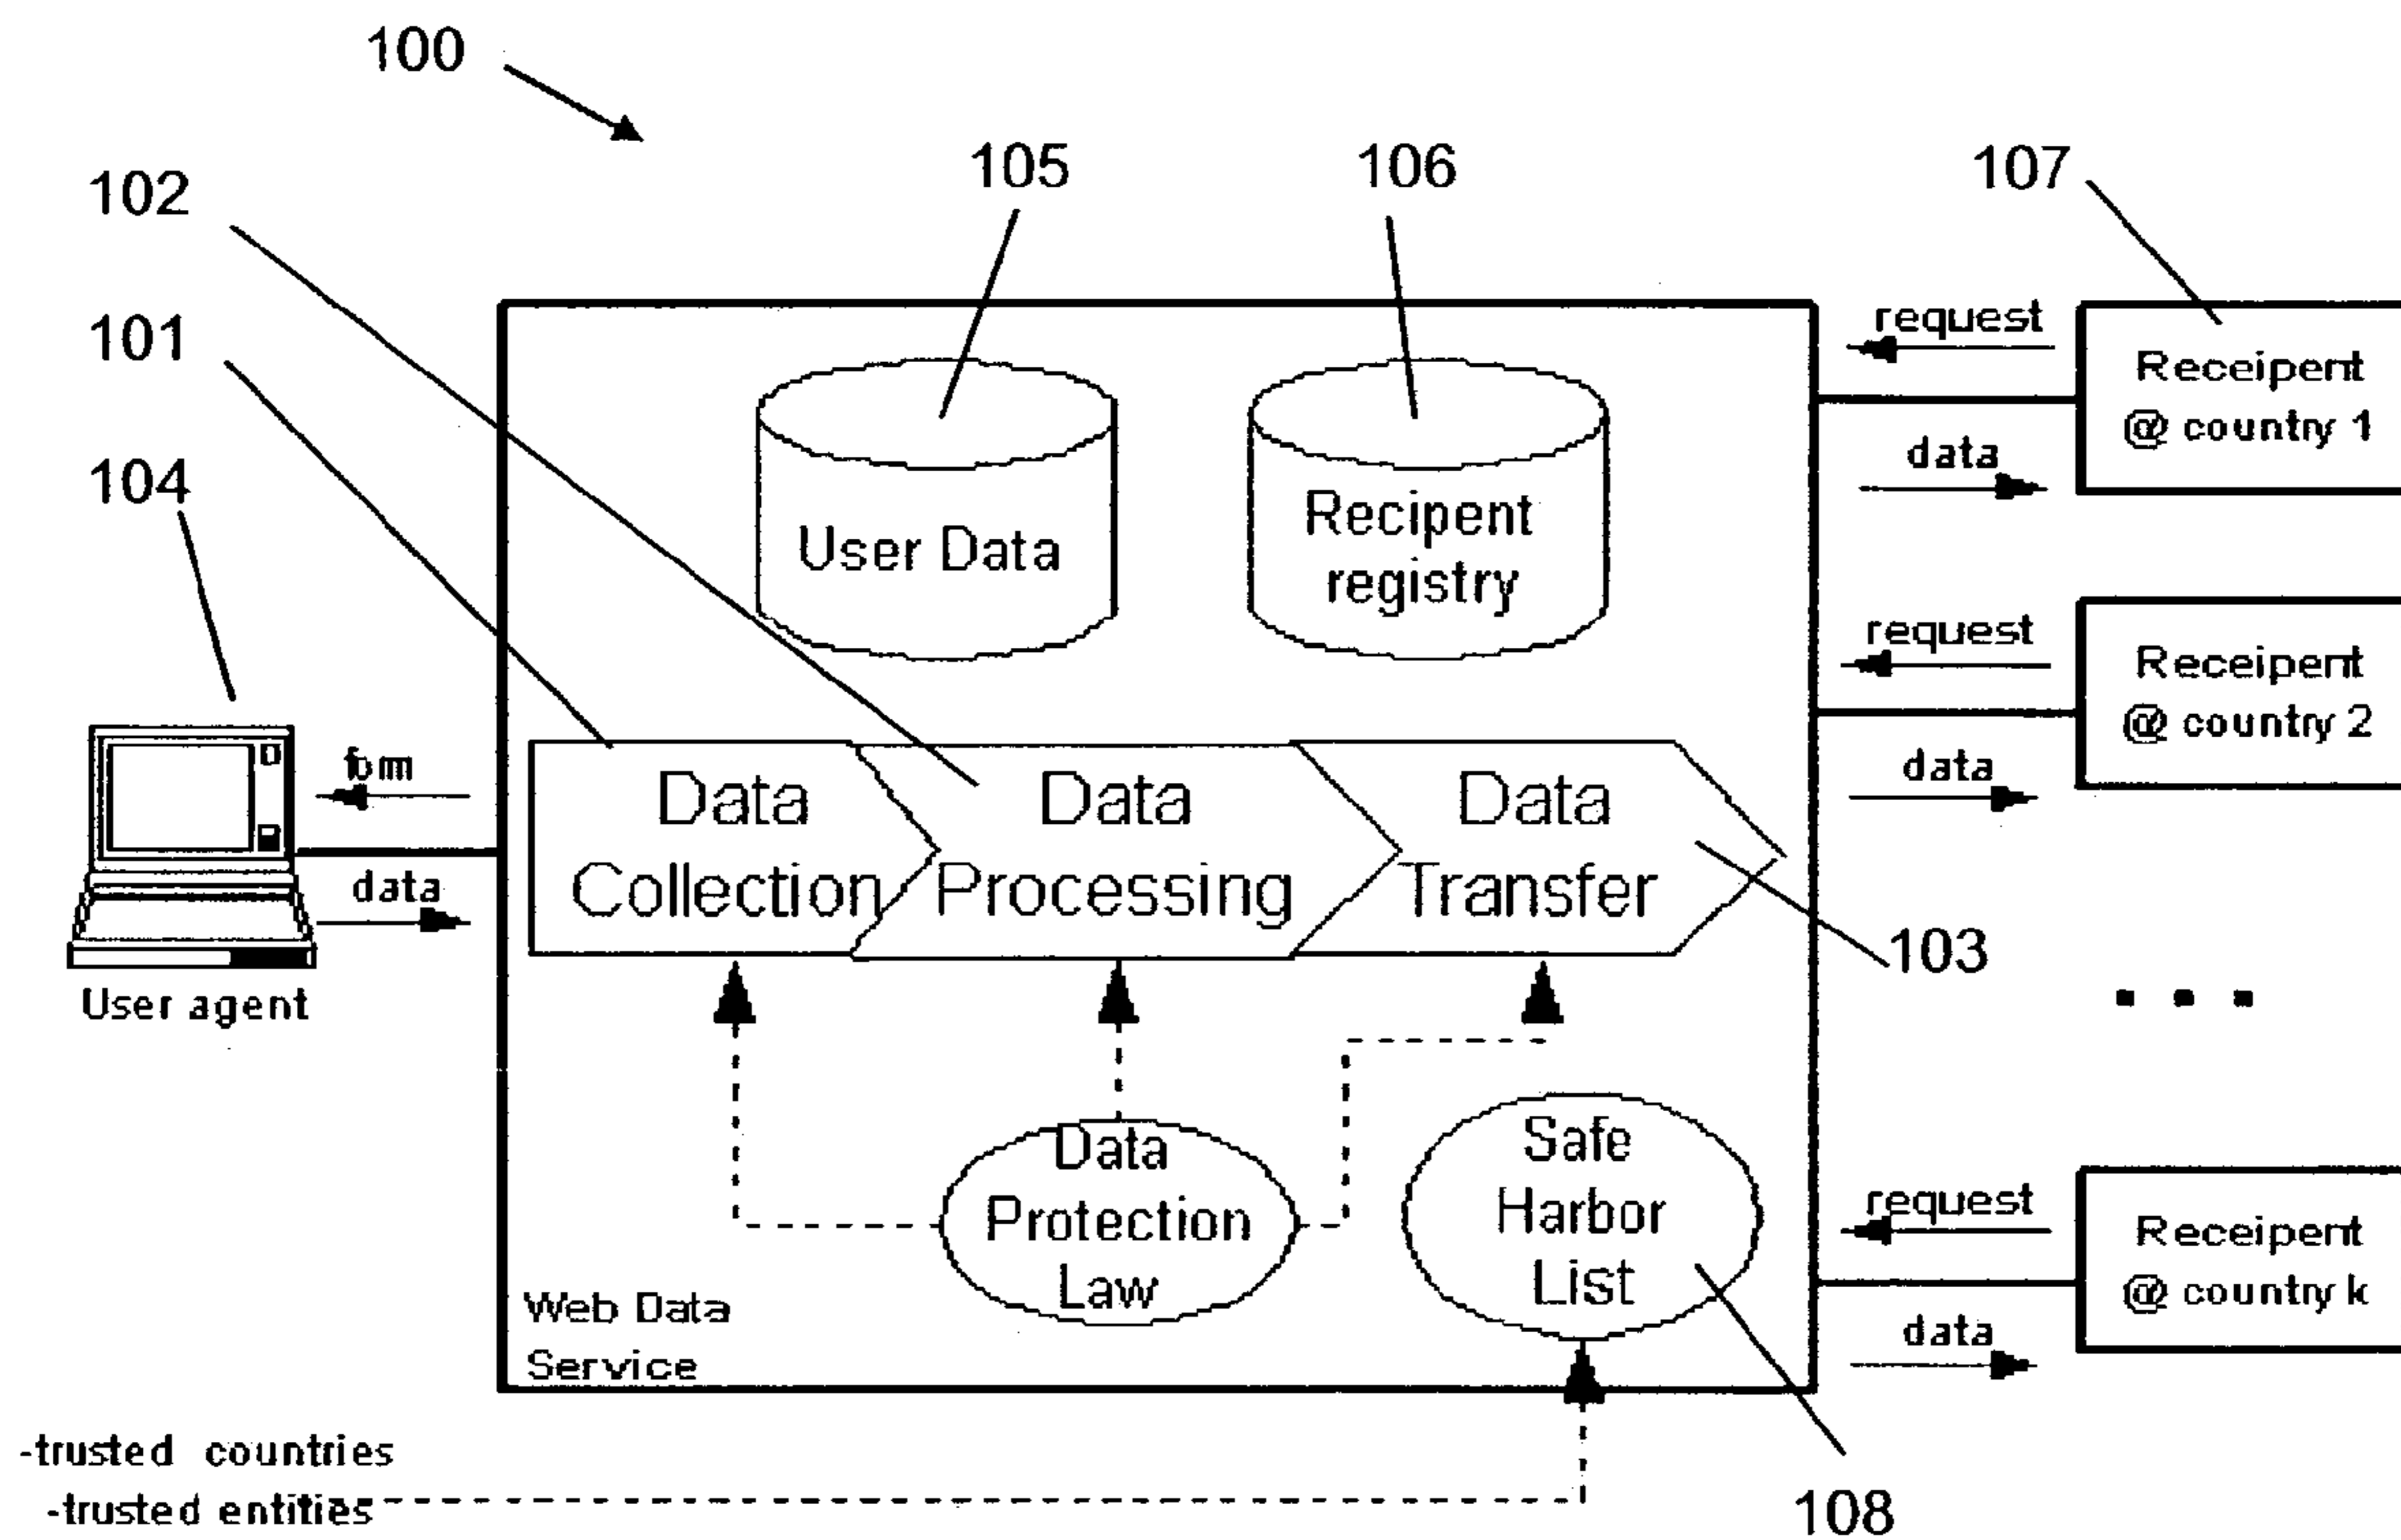 100
105
106
107
102
101
104
request
Receipent
@ country 1
data
User Data
Recipent
registry
request
Receipent
@ country 2
data
form
data
User agent
Data
Collection
Data
Processing
Data
Transfer
103
Data
Protection
Law
Safe
Harbor
List
Web Data
Service
request
Receipent
@ country k
data
-trusted countries
-trusted entities
108